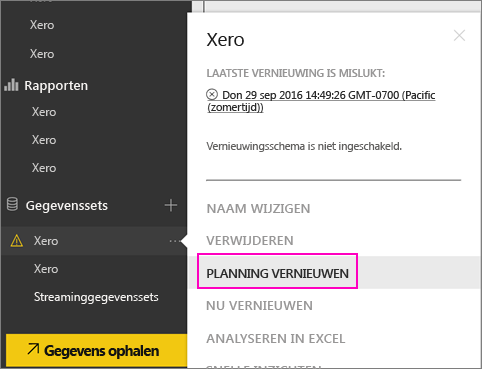 Xero
Xero
Rapporten
Xero
Xero
Xero
Gegevenssets
Xero
Xero
Streaminggegevenssets
Gegevens ophalen
Xero
LAATSTE VERNIEUWING IS MISLUKT:
Don 29 sep 2016 14:49:26 GMT-0700 (Pacific
(zomertijd))
Vernieuwingsschema is niet ingeschakeld.
NAAM WIJZIGEN
VERWIJDEREN
PLANNING VERNIEUWEN
NU VERNIEUWEN
ANALYSEREN IN EXCEL
SNELLE INZICHTEN